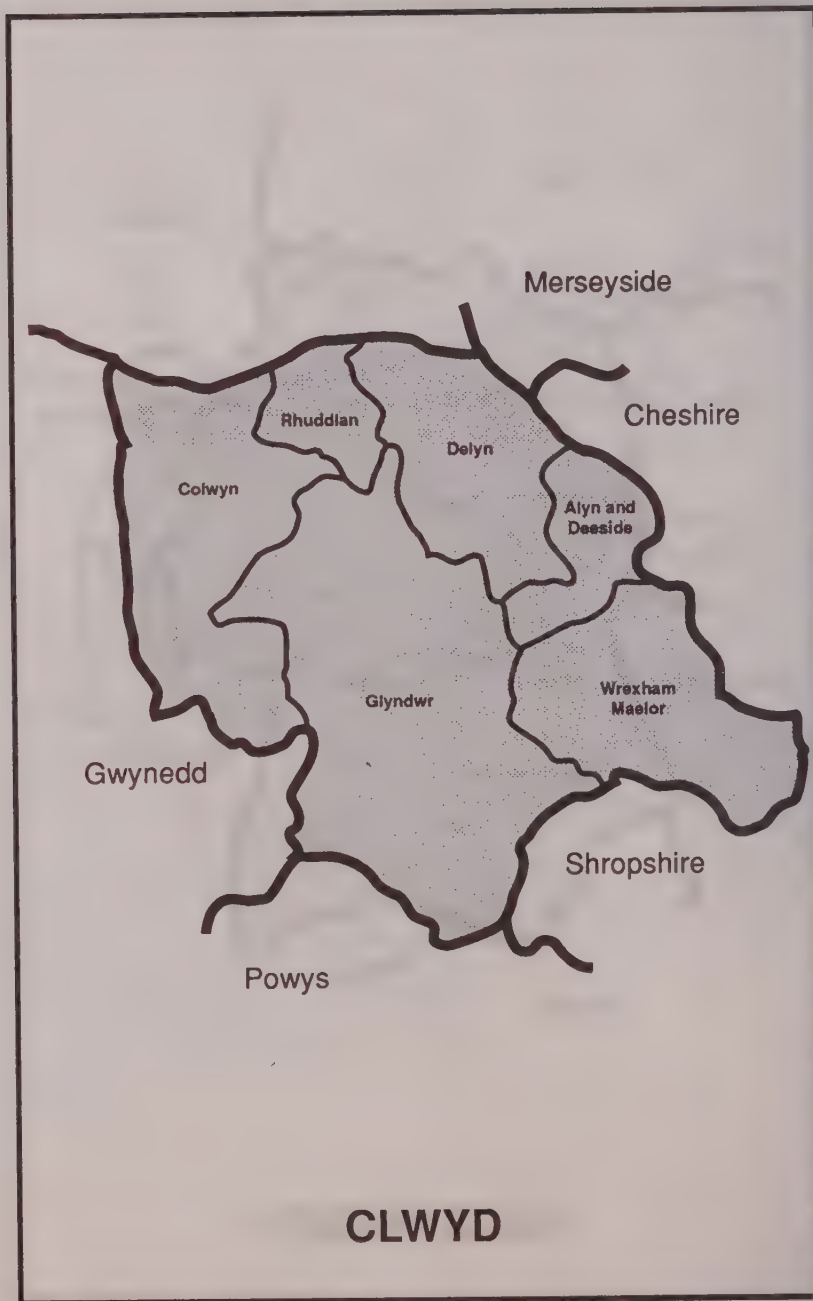 Merseyside
Cheshire
Rhuddlan
Delyn
Colwyn
Alyn and
Deeside
Glyndwr
Wrexham
Maelor
Gwynedd
Shropshire
Powys
CLWYD